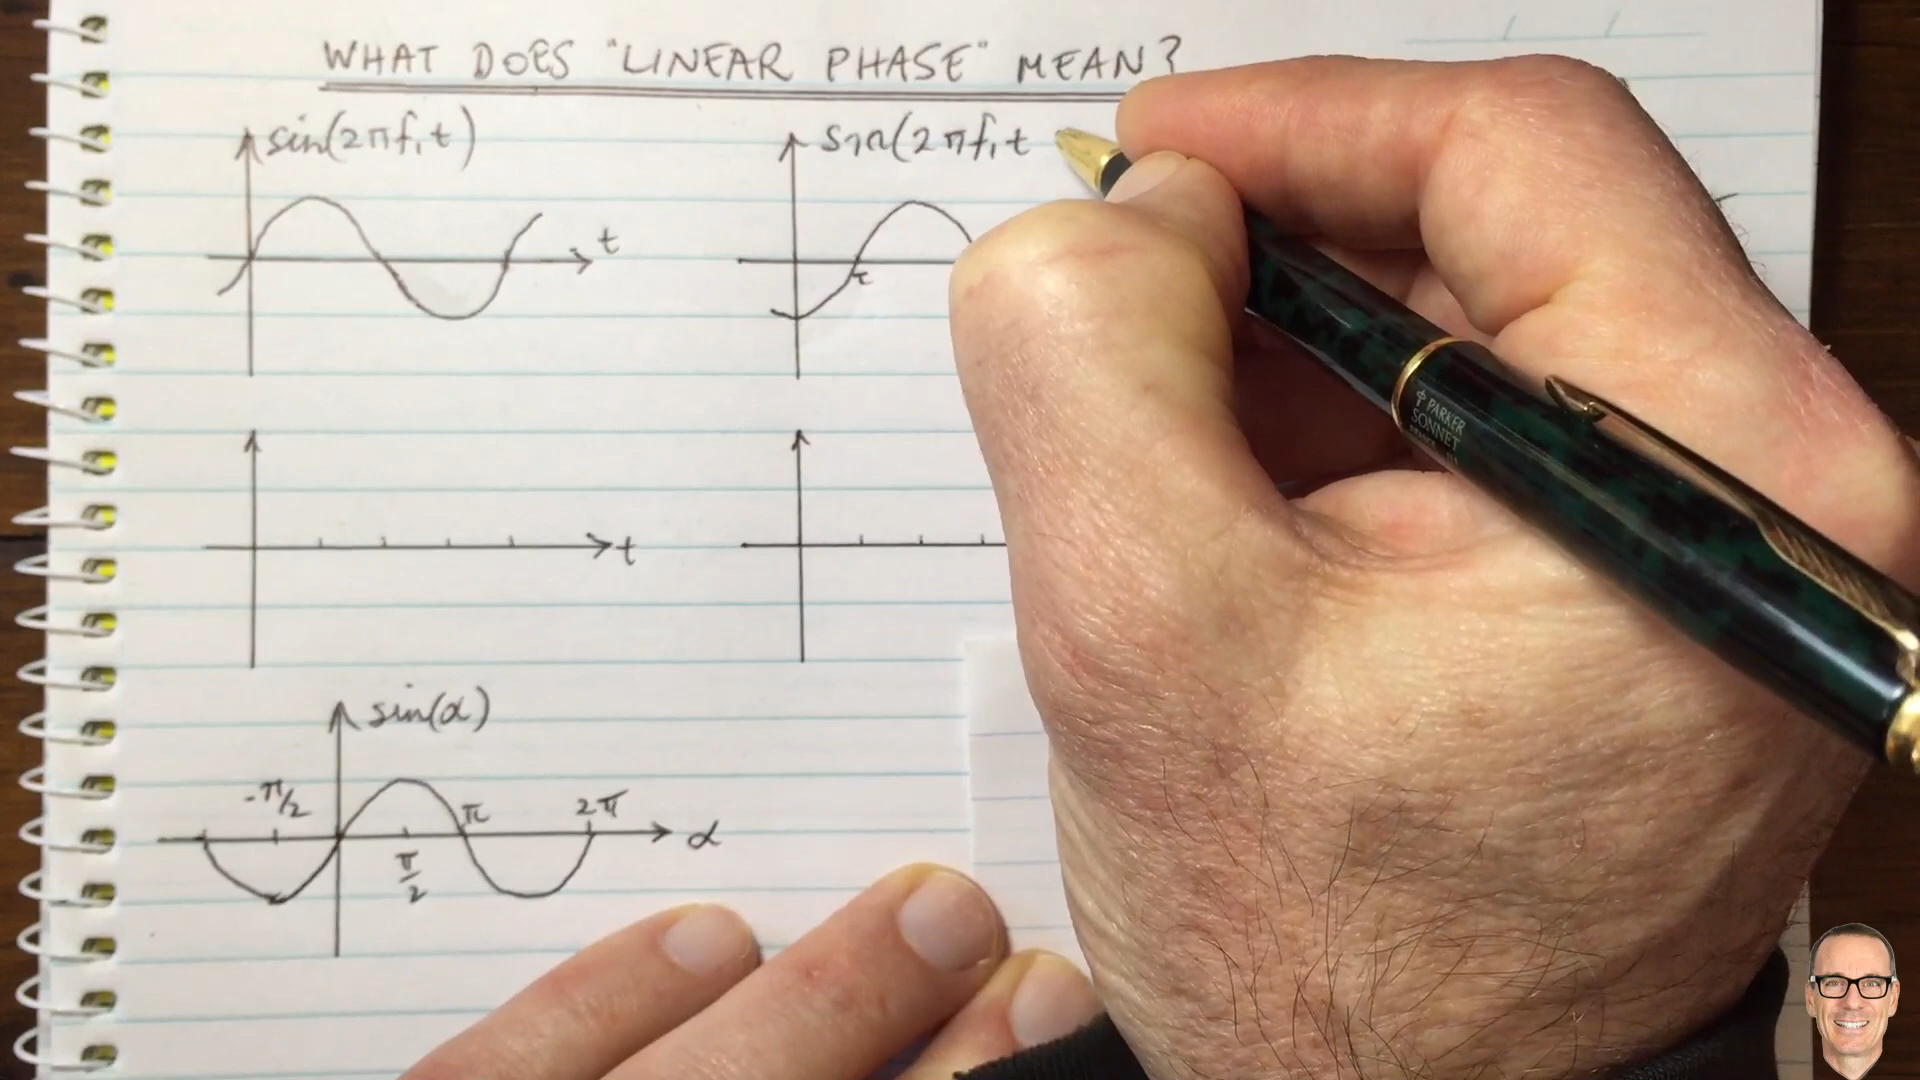 WHAT DOES "LINEAR PHASE" MEAN?
sin(2πf₁t)
sin(2πf₁t
t
τ
t
sin(α)
-π/2
π
2π
π/2
α
PARKER
SONNET